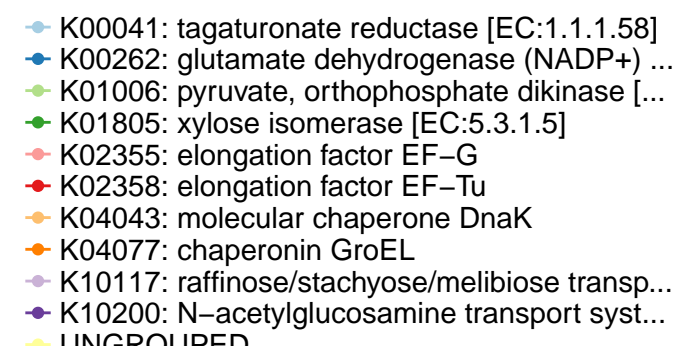 K00041: tagaturonate reductase [EC:1.1.1.58]
K00262: glutamate dehydrogenase (NADP+) ...
K01006: pyruvate, orthophosphate dikinase [...
K01805: xylose isomerase [EC:5.3.1.5]
K02355: elongation factor EF−G
K02358: elongation factor EF−Tu
K04043: molecular chaperone DnaK
K04077: chaperonin GroEL
K10117: raffinose/stachyose/melibiose transp...
K10200: N−acetylglucosamine transport syst...
UNGROUPED